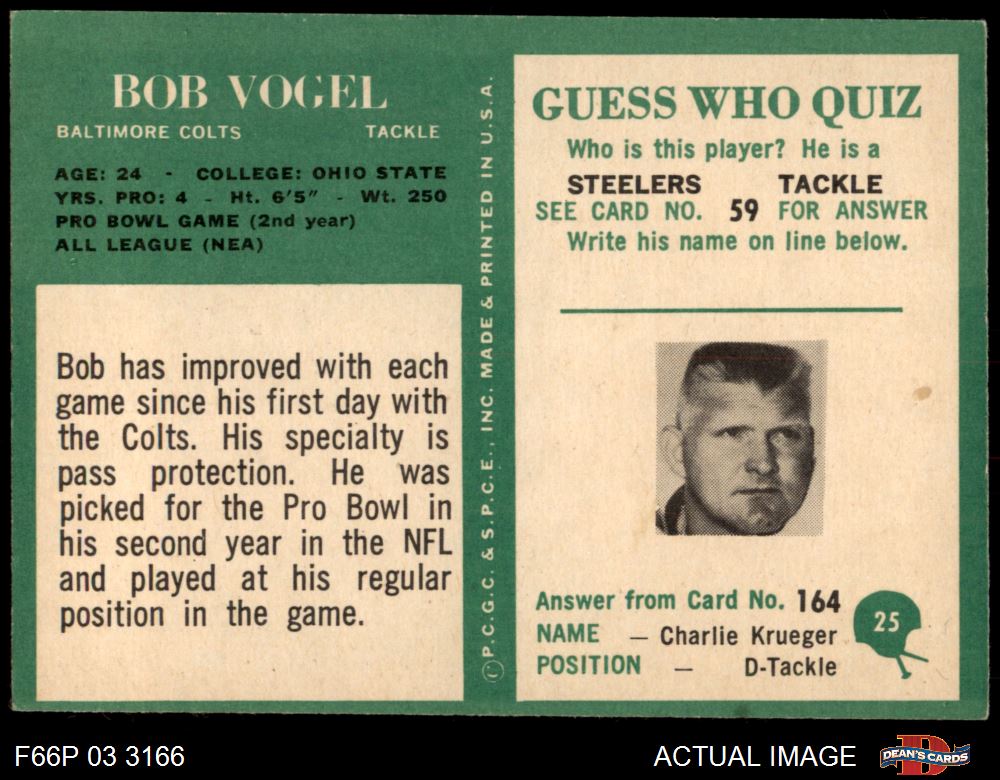 BOB VOGEL
BALTIMORE COLTS TACKLE
AGE: 24 - COLLEGE: OHIO STATE
YRS. PRO: 4 - Ht. 6'5" - Wt. 250
PRO BOWL GAME (2nd year)
ALL LEAGUE (NEA)
Bob has improved with each
game since his first day with
the Colts. His specialty is
pass protection. He was
picked for the Pro Bowl in
his second year in the NFL
and played at his regular
position in the game.
Ⓒ P.C.G.C. & S.P.C.E., INC. MADE & PRINTED IN U.S.A.
GUESS WHO QUIZ
Who is this player? He is a
STEELERS TACKLE
SEE CARD NO. 59 FOR ANSWER
Write his name on line below.
Answer from Card No. 164
NAME — Charlie Krueger
POSITION — D-Tackle
25
F66P 03 3166
ACTUAL IMAGE
D
DEAN'S CARDS